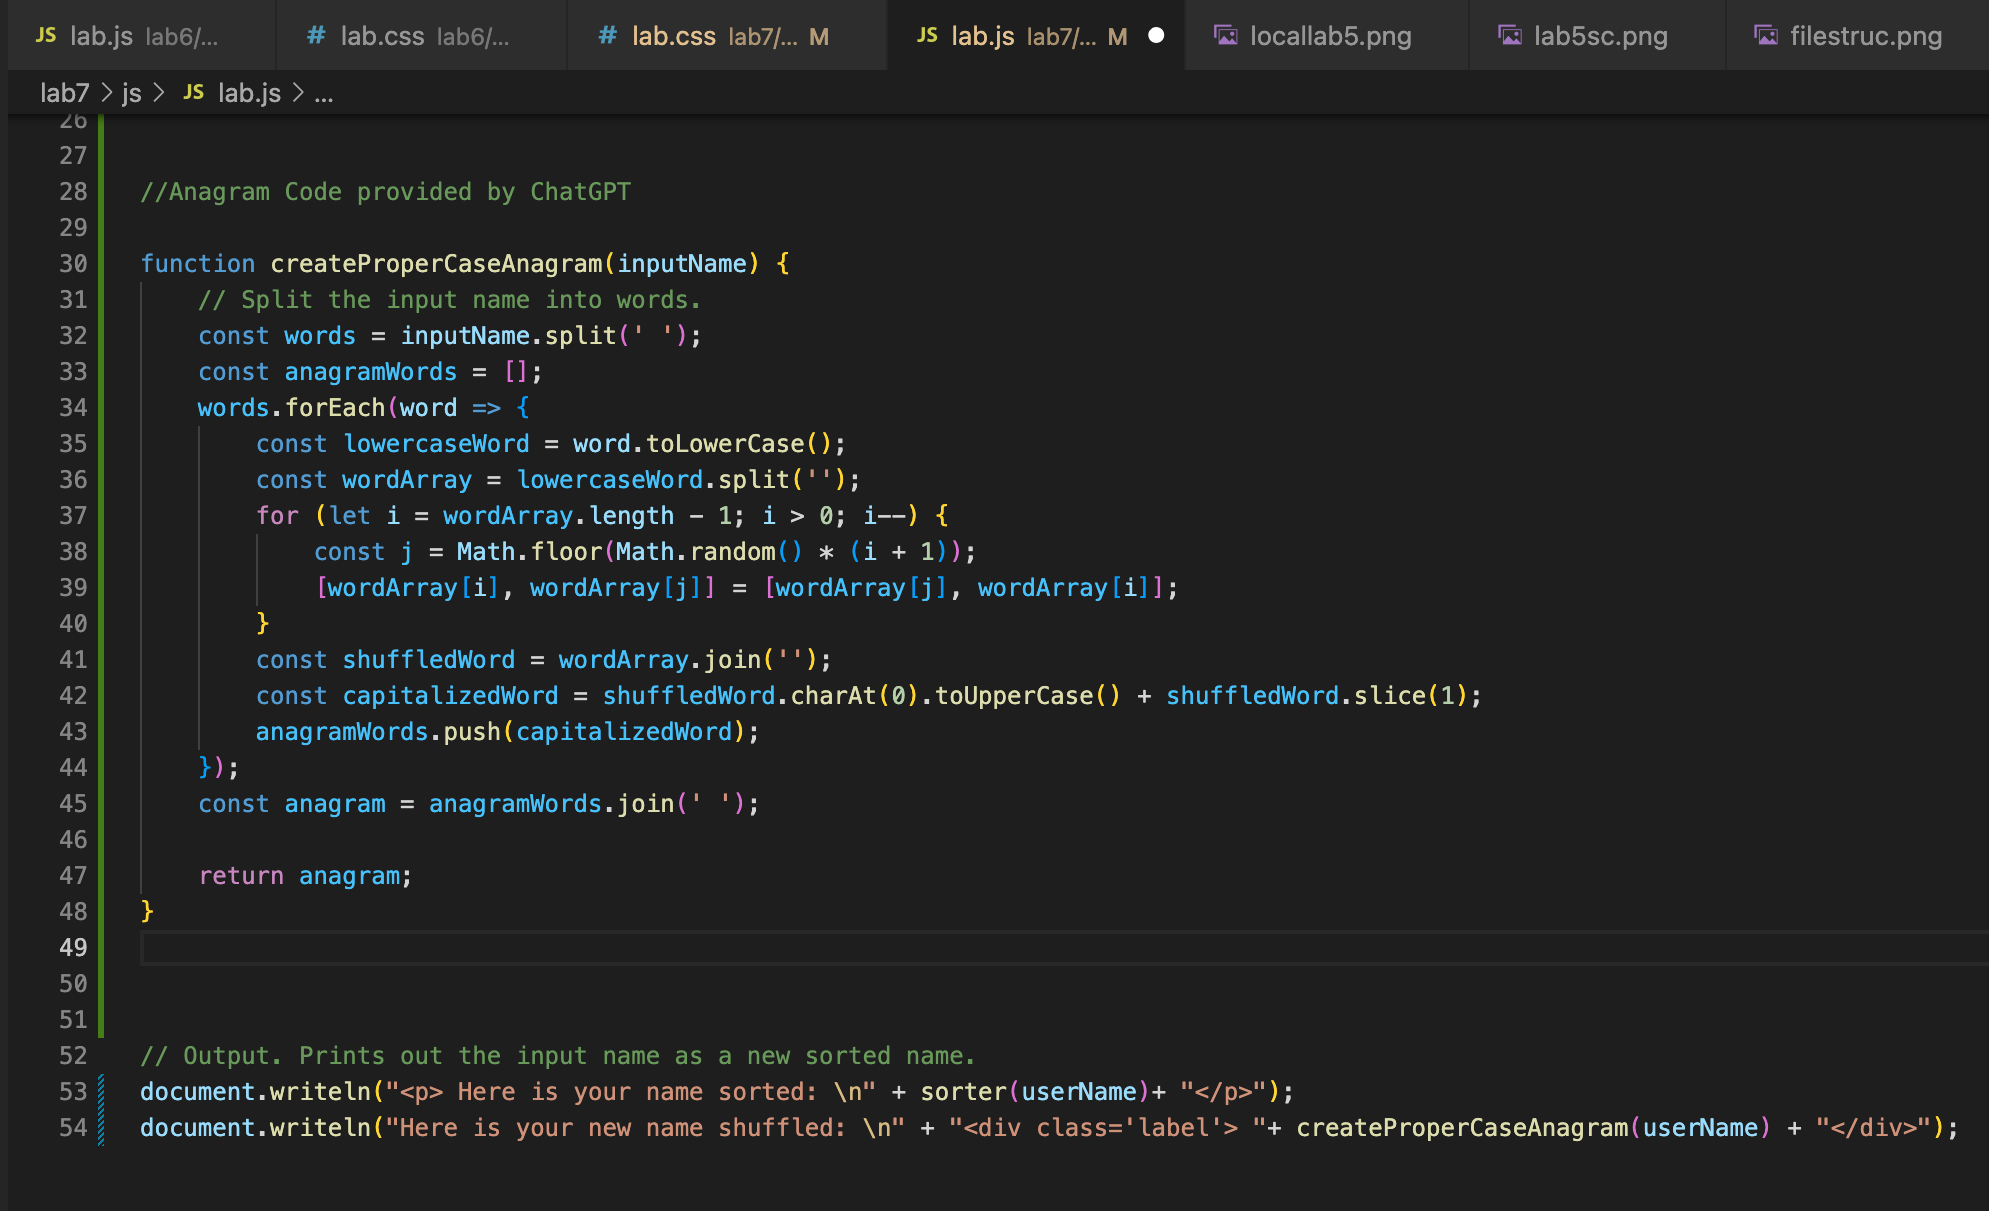 JS lab.js lab6/... # lab.css lab6/... # lab.css lab7/... M JS lab.js lab7/... M locallab5.png lab5sc.png filestruc.png
lab7 > js > JS lab.js > ...
26
27
28 //Anagram Code provided by ChatGPT
29
30 function createProperCaseAnagram(inputName) {
31     // Split the input name into words.
32     const words = inputName.split(' ');
33     const anagramWords = [];
34     words.forEach(word => {
35         const lowercaseWord = word.toLowerCase();
36         const wordArray = lowercaseWord.split('');
37         for (let i = wordArray.length - 1; i > 0; i--) {
38             const j = Math.floor(Math.random() * (i + 1));
39             [wordArray[i], wordArray[j]] = [wordArray[j], wordArray[i]];
40         }
41         const shuffledWord = wordArray.join('');
42         const capitalizedWord = shuffledWord.charAt(0).toUpperCase() + shuffledWord.slice(1);
43         anagramWords.push(capitalizedWord);
44     });
45     const anagram = anagramWords.join(' ');
46
47     return anagram;
48 }
49
50
51
52 // Output. Prints out the input name as a new sorted name.
53 document.writeln("<p> Here is your name sorted: \n" + sorter(userName)+ "</p>");
54 document.writeln("Here is your new name shuffled: \n" + "<div class='label'> "+ createProperCaseAnagram(userName) + "</div>");